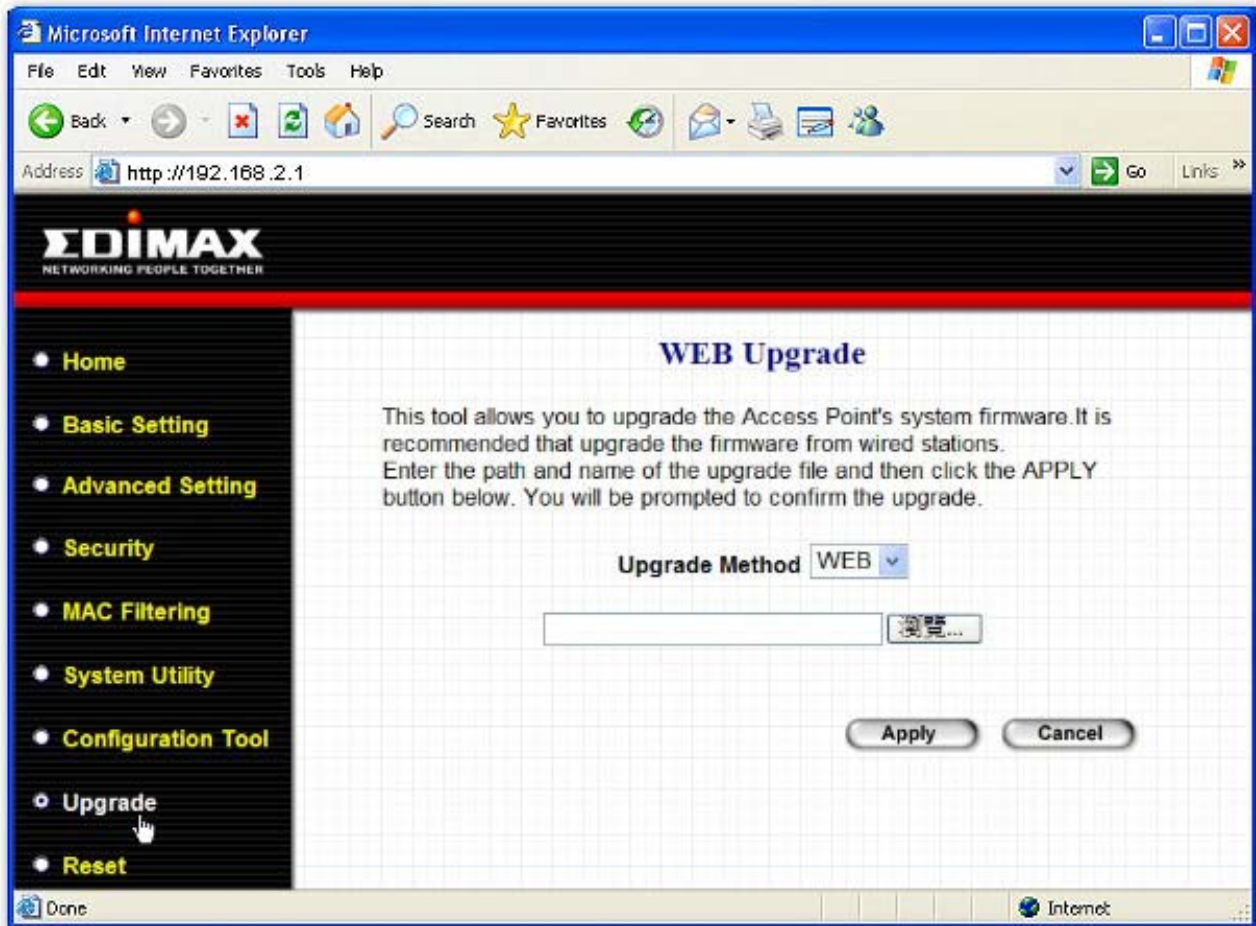 Microsoft Internet Explorer
File Edit View Favorites Tools Help
Back Search Favorites
Address http://192.168.2.1 Go Links »
EDIMAX
NETWORKING PEOPLE TOGETHER
Home
Basic Setting
Advanced Setting
Security
MAC Filtering
System Utility
Configuration Tool
Upgrade
Reset
WEB Upgrade
This tool allows you to upgrade the Access Point's system firmware.It is
recommended that upgrade the firmware from wired stations.
Enter the path and name of the upgrade file and then click the APPLY
button below. You will be prompted to confirm the upgrade.
Upgrade Method WEB
瀏覽...
Apply Cancel
Done Internet